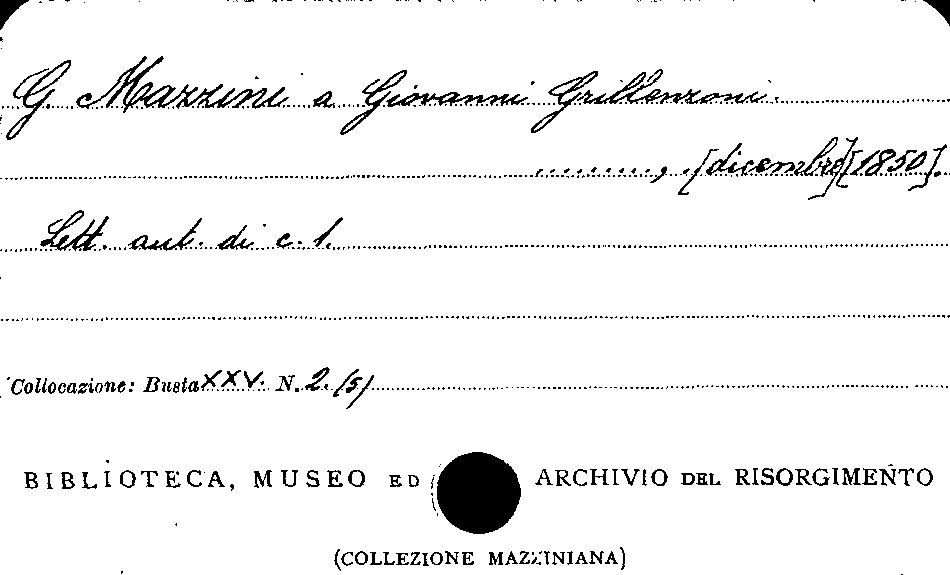 G. Mazzini a Giovanni Grillenzoni.
.........., . [dicembre][1850].
Lett. aut. di c. 1.
Collocazione: Busta XXV. N. 2. (5)
BIBLIOTECA, MUSEO ED ARCHIVIO DEL RISORGIMENTO
(COLLEZIONE MAZZINIANA)